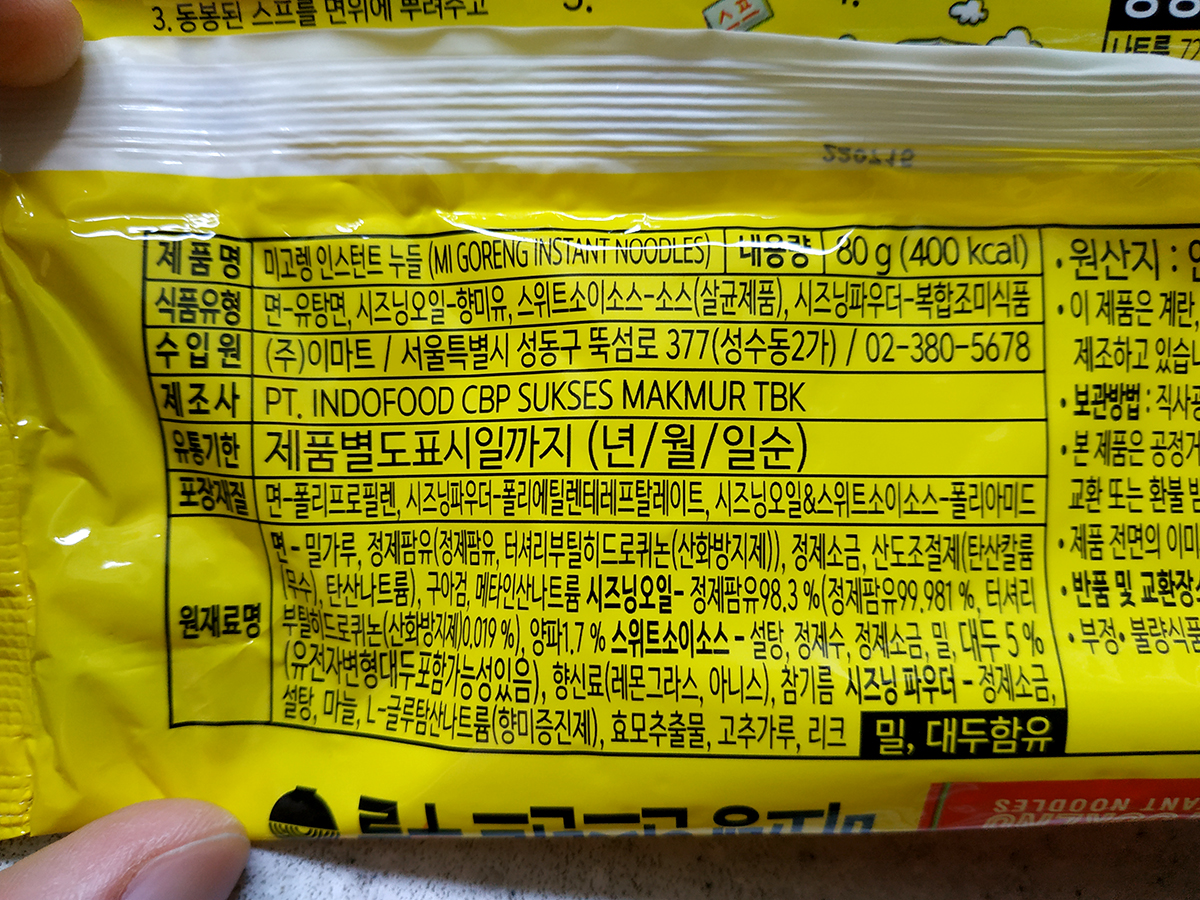 3. 동봉된 스프를 면위에 뿌려주고
스프
나트륨 72
220716
제품명 미고렝 인스턴트 누들 (MI GORENG INSTANT NOODLES) 내용량 80 g (400 kcal)
식품유형 면-유탕면, 시즈닝오일-향미유, 스위트소이소스-소스(살균제품), 시즈닝파우더-복합조미식품
수입원 (주)이마트 / 서울특별시 성동구 뚝섬로 377(성수동2가) / 02-380-5678
제조사 PT. INDOFOOD CBP SUKSES MAKMUR TBK
유통기한 제품별도표시일까지 (년/월/일순)
포장재질 면-폴리프로필렌, 시즈닝파우더-폴리에틸렌테레프탈레이트, 시즈닝오일&스위트소이소스-폴리아미드
원재료명
면 - 밀가루, 정제팜유(정제팜유, 터셔리부틸히드로퀴논(산화방지제)), 정제소금, 산도조절제(탄산칼륨
(무수), 탄산나트륨), 구아검, 메타인산나트륨 시즈닝오일- 정제팜유98.3 %(정제팜유99.981 %, 터셔리
부틸히드로퀴논(산화방지제)0.019 %), 양파1.7 % 스위트소이소스 - 설탕, 정제수, 정제소금, 밀, 대두 5 %
(유전자변형대두포함가능성있음), 향신료(레몬그라스, 아니스), 참기름 시즈닝 파우더 - 정제소금,
설탕, 마늘, L-글루탐산나트륨(향미증진제), 효모추출물, 고추가루, 리크 밀, 대두함유
• 원산지 :
• 이 제품은 계란,
제조하고 있습니
• 보관방법 : 직사광
• 본 제품은 공정거
교환 또는 환불 받
• 제품 전면의 이미
• 반품 및 교환장소
• 부정•불량식품
ANT NOODLES